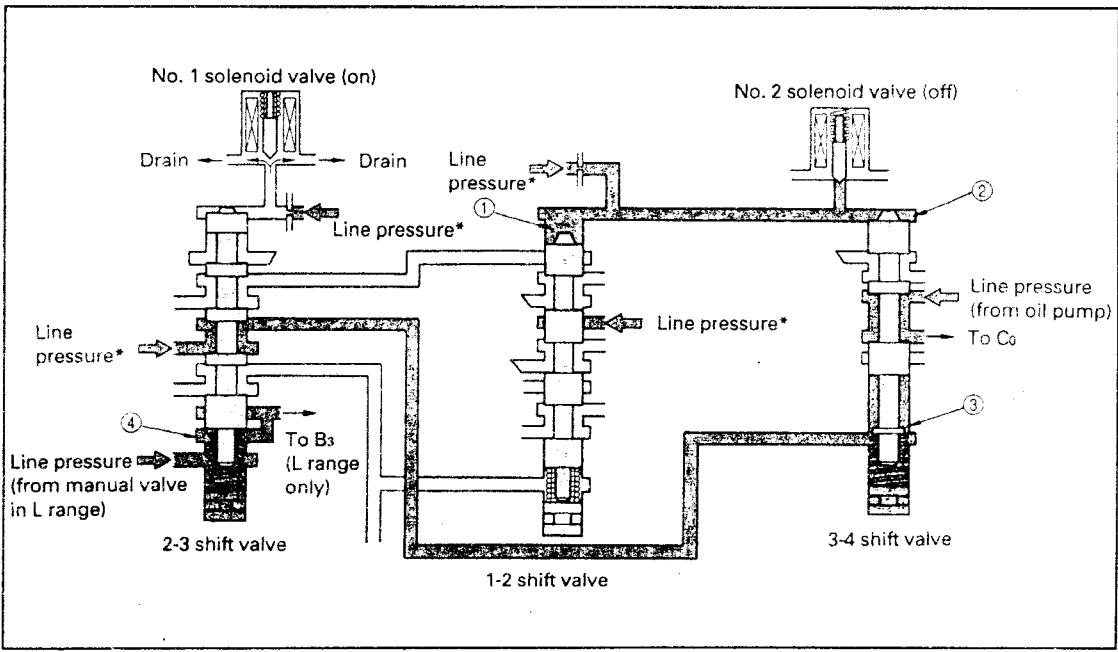 No. 1 solenoid valve (on)
No. 2 solenoid valve (off)
Drain
Drain
Line
pressure*
Line pressure*
①
②
Line pressure
(from oil pump)
To C0
Line
pressure*
Line pressure*
③
④
To B3
(L range
only)
Line pressure
(from manual valve
in L range)
2-3 shift valve
1-2 shift valve
3-4 shift valve